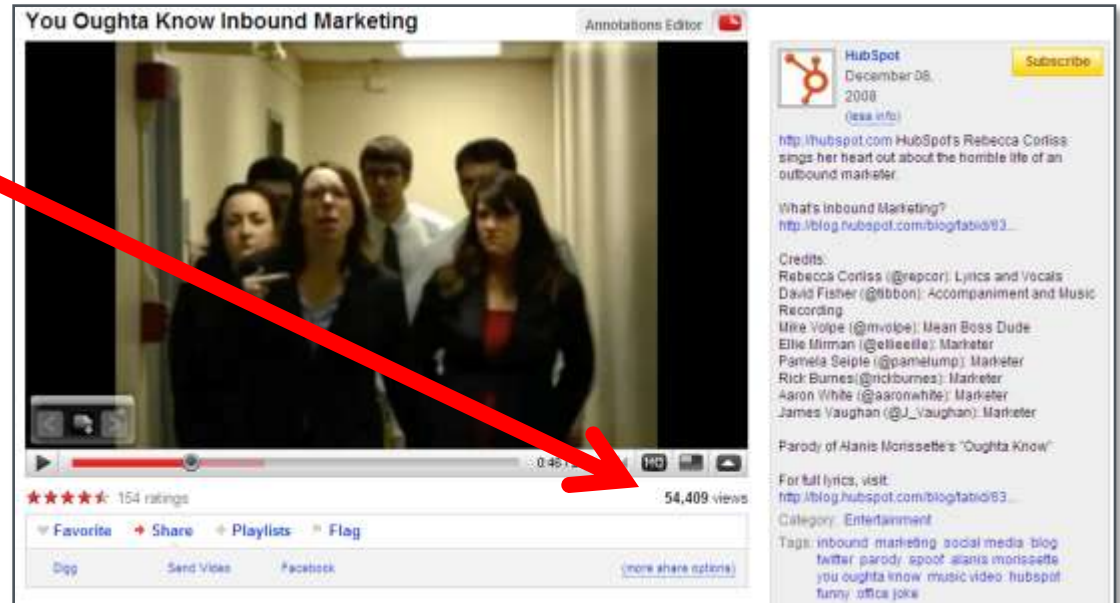 You Oughta Know Inbound Marketing
Annotations Editor
HubSpot
December 08,
2008
(less info)
Subscribe
http://hubspot.com HubSpot's Rebecca Corliss
sings her heart out about the horrible life of an
outbound marketer.
What's Inbound Marketing?
http://blog.hubspot.com/blog/tabid/63...
Credits:
Rebecca Corliss (@repcor): Lyrics and Vocals
David Fisher (@tibbon): Accompaniment and Music
Recording
Mike Volpe (@mvolpe): Mean Boss Dude
Ellie Mirman (@ellieeille): Marketer
Pamela Seiple (@pamelump): Marketer
Rick Burnes(@rickburnes): Marketer
Aaron White (@aaronwhite): Marketer
James Vaughan (@J_Vaughan): Marketer
Parody of Alanis Morissette's "Oughta Know"
For full lyrics, visit:
http://blog.hubspot.com/blog/tabid/63...
Category: Entertainment
Tags: inbound marketing social media blog
twitter parody spoof alanis morissette
you oughta know music video hubspot
funny office joke
0:46 /
HQ
154 ratings
54,409 views
Favorite Share Playlists Flag
Digg Send Video Facebook (more share options)